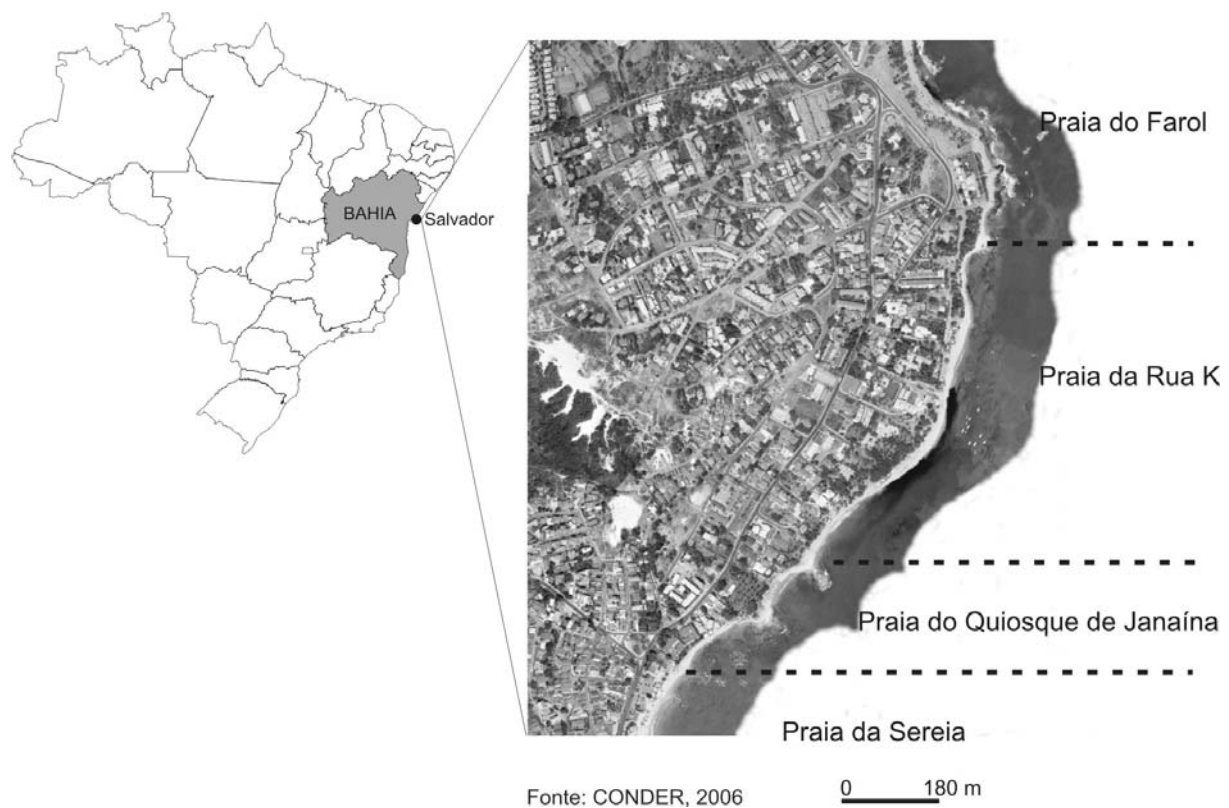 BAHIA
Salvador
Praia do Farol
Praia da Rua K
Praia do Quiosque de Janaína
Praia da Sereia
Fonte: CONDER, 2006
0 180 m